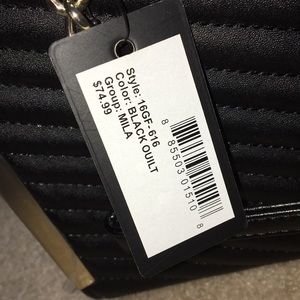 Style: 16GF-616
Color: BLACK QUILT
Group: MILA
$74.99
8 85503 01510 8